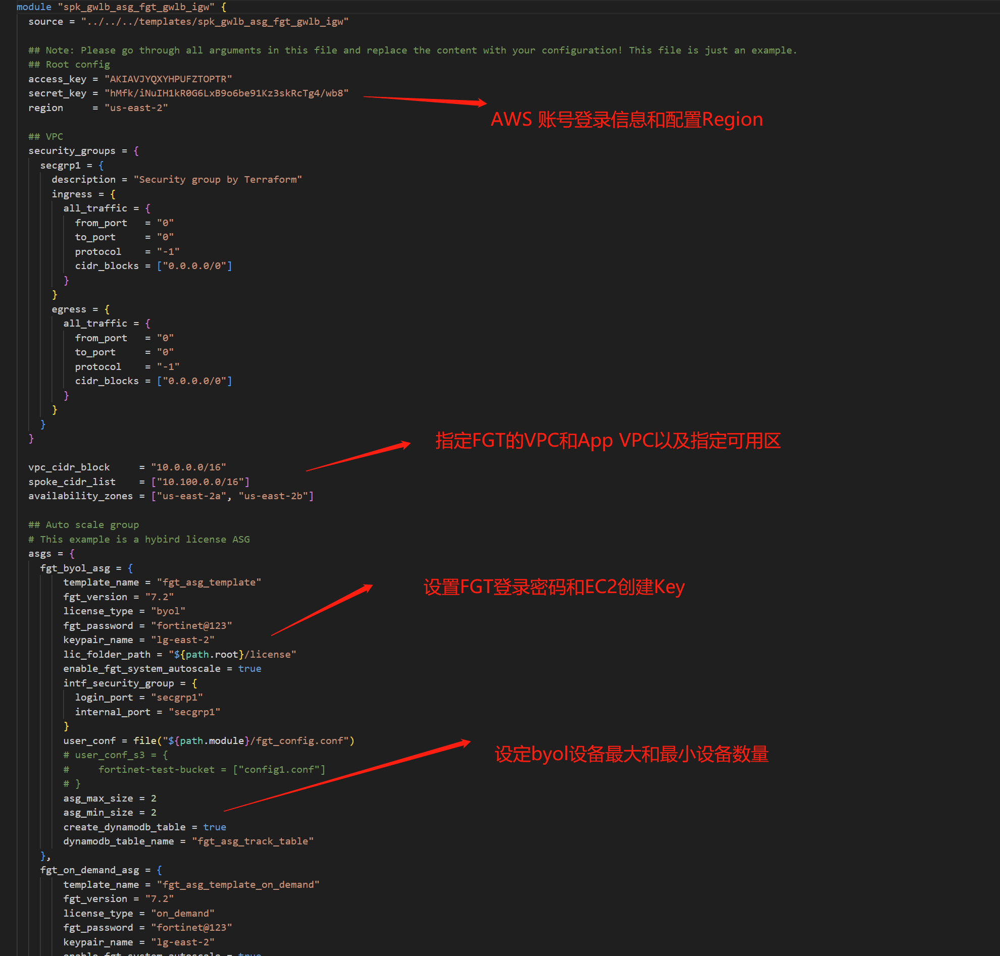 module "spk_gwlb_asg_fgt_gwlb_igw" {
source = "../../../templates/spk_gwlb_asg_fgt_gwlb_igw"
## Note: Please go through all arguments in this file and replace the content with your configuration! This file is just an example.
## Root config
access_key = "AKIAVJYQXYHPUFZTOPTR"
secret_key = "hMfk/iNuIH1kR0G6LxB9o6be91Kz3skRcTg4/wb8"
region = "us-east-2"
AWS 账号登录信息和配置Region
## VPC
security_groups = {
secgrp1 = {
description = "Security group by Terraform"
ingress = {
all_traffic = {
from_port = "0"
to_port = "0"
protocol = "-1"
cidr_blocks = ["0.0.0.0/0"]
}
}
egress = {
all_traffic = {
from_port = "0"
to_port = "0"
protocol = "-1"
cidr_blocks = ["0.0.0.0/0"]
}
}
}
}
指定FGT的VPC和App VPC以及指定可用区
vpc_cidr_block = "10.0.0.0/16"
spoke_cidr_list = ["10.100.0.0/16"]
availability_zones = ["us-east-2a", "us-east-2b"]
## Auto scale group
# This example is a hybird license ASG
asgs = {
fgt_byol_asg = {
template_name = "fgt_asg_template"
设置FGT登录密码和EC2创建Key
fgt_version = "7.2"
license_type = "byol"
fgt_password = "fortinet@123"
keypair_name = "lg-east-2"
lic_folder_path = "${path.root}/license"
enable_fgt_system_autoscale = true
intf_security_group = {
login_port = "secgrp1"
internal_port = "secgrp1"
}
user_conf = file("${path.module}/fgt_config.conf")
# user_conf_s3 = {
设定byol设备最大和最小设备数量
# fortinet-test-bucket = ["config1.conf"]
# }
asg_max_size = 2
asg_min_size = 2
create_dynamodb_table = true
dynamodb_table_name = "fgt_asg_track_table"
},
fgt_on_demand_asg = {
template_name = "fgt_asg_template_on_demand"
fgt_version = "7.2"
license_type = "on_demand"
fgt_password = "fortinet@123"
keypair_name = "lg-east-2"
enable_fgt_system_autoscale = true